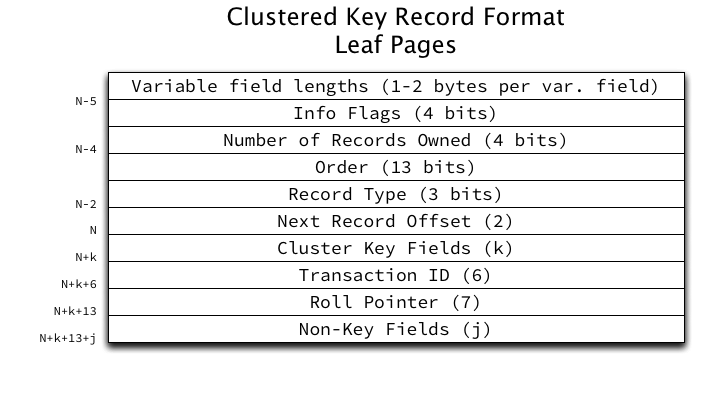 Clustered Key Record Format
Leaf Pages
Variable field lengths (1-2 bytes per var. field)
N-5
Info Flags (4 bits)
Number of Records Owned (4 bits)
N-4
Order (13 bits)
Record Type (3 bits)
N-2
Next Record Offset (2)
N
Cluster Key Fields (k)
N+k
Transaction ID (6)
N+k+6
Roll Pointer (7)
N+k+13
Non-Key Fields (j)
N+k+13+j